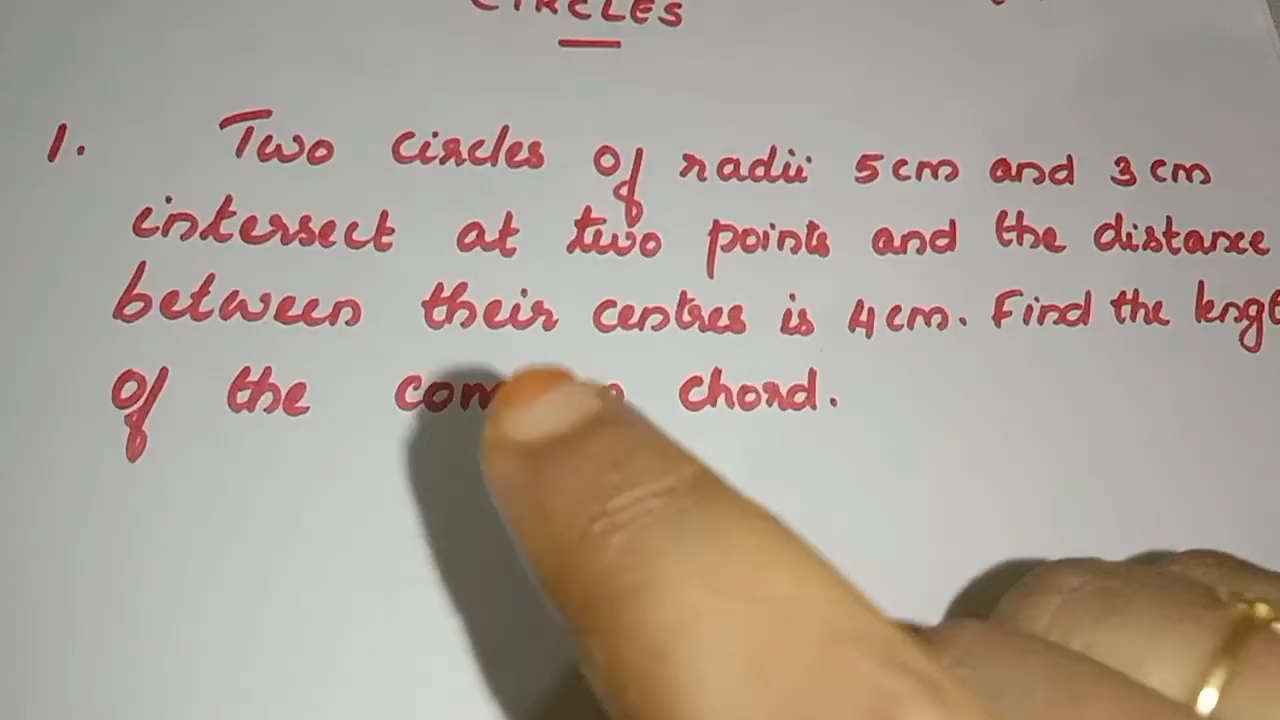 CIRCLES
1. Two circles of radii 5cm and 3cm
intersect at two points and the distance
between their centres is 4cm. Find the
of the chord.